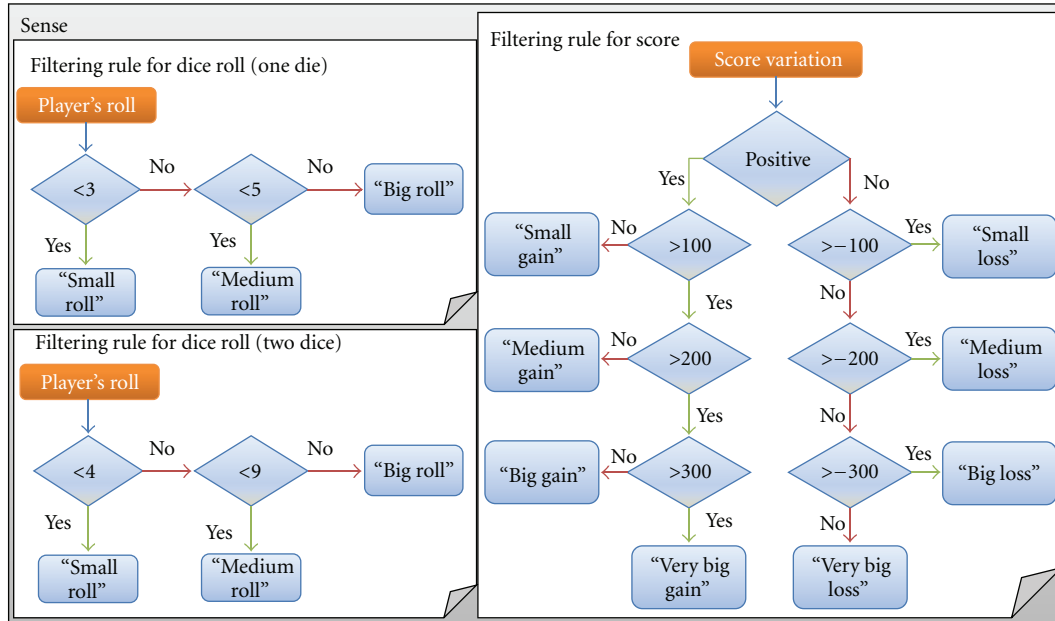 Sense
Filtering rule for dice roll (one die)
Player's roll
<3
No
<5
No
“Big roll”
Yes
Yes
“Small
roll”
“Medium
roll”
Filtering rule for dice roll (two dice)
Player's roll
<4
No
<9
No
“Big roll”
Yes
Yes
“Small
roll”
“Medium
roll”
Filtering rule for score
Score variation
Positive
Yes
No
“Small
gain”
No
>100
>−100
Yes
“Small
loss”
Yes
No
“Medium
gain”
No
>200
>−200
Yes
“Medium
loss”
Yes
No
“Big gain”
No
>300
>−300
Yes
“Big loss”
Yes
No
“Very big
gain”
“Very big
loss”